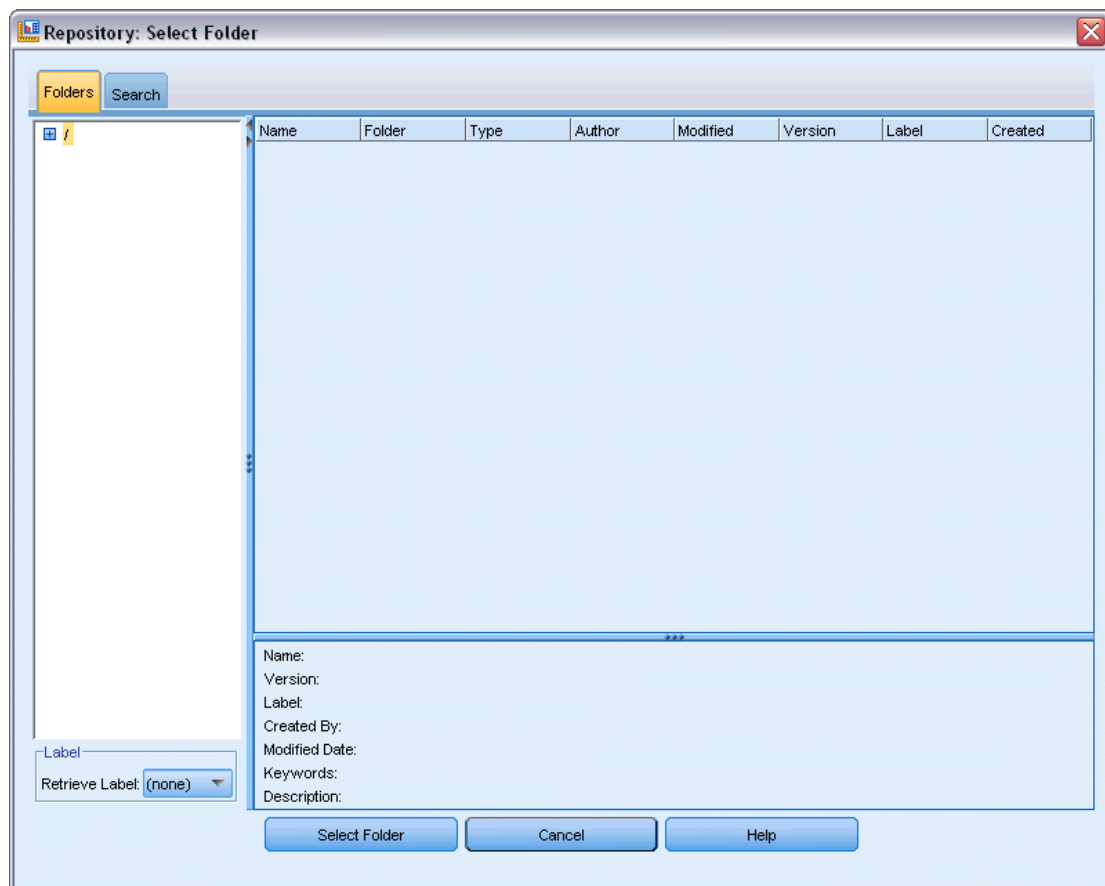 Repository: Select Folder
Folders Search
/
Name Folder Type Author Modified Version Label Created
Name:
Version:
Label:
Created By:
Modified Date:
Keywords:
Description:
Label
Retrieve Label: (none)
Select Folder Cancel Help